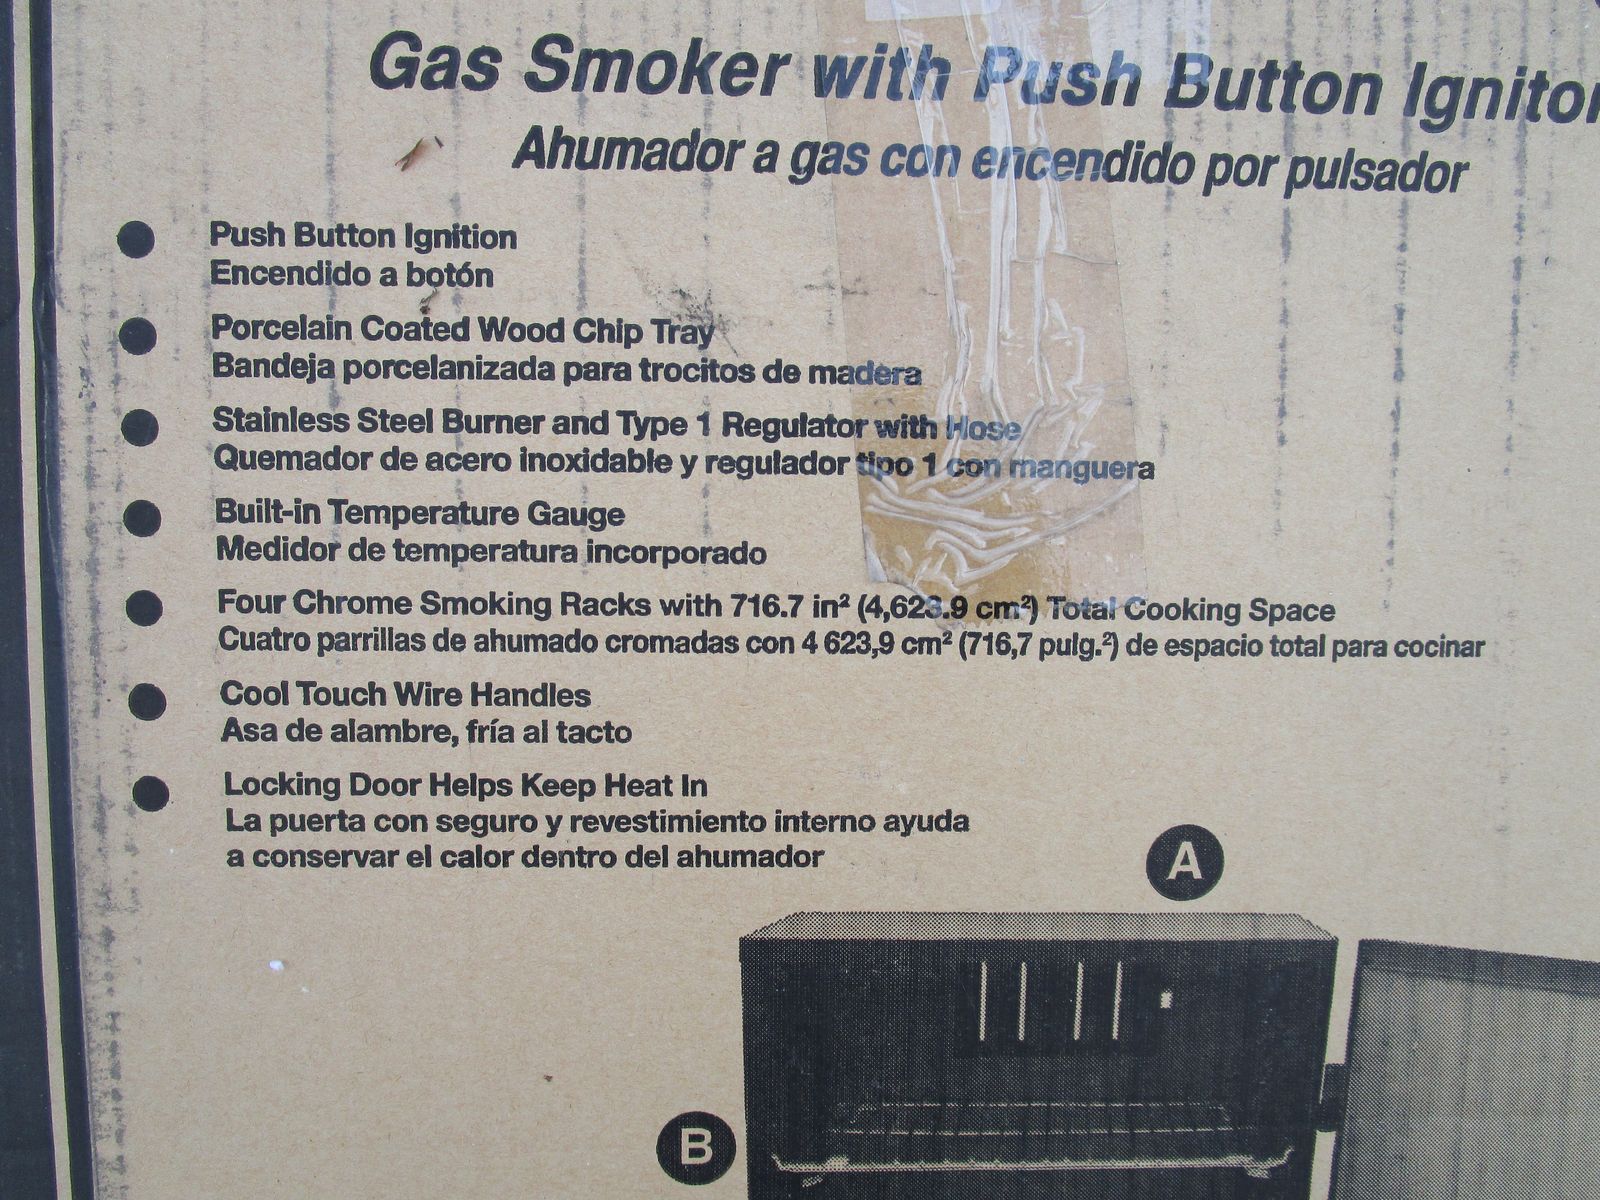 Gas Smoker with Push Button Ignitor
Ahumador a gas con encendido por pulsador
Push Button Ignition
Encendido a botón
Porcelain Coated Wood Chip Tray
Bandeja porcelanizada para trocitos de madera
Stainless Steel Burner and Type 1 Regulator with Hose
Quemador de acero inoxidable y regulador tipo 1 con manguera
Built-in Temperature Gauge
Medidor de temperatura incorporado
Four Chrome Smoking Racks with 716.7 in² (4,623.9 cm²) Total Cooking Space
Cuatro parrillas de ahumado cromadas con 4 623,9 cm² (716,7 pulg.²) de espacio total para cocinar
Cool Touch Wire Handles
Asa de alambre, fría al tacto
Locking Door Helps Keep Heat In
La puerta con seguro y revestimiento interno ayuda
a conservar el calor dentro del ahumador
A
B